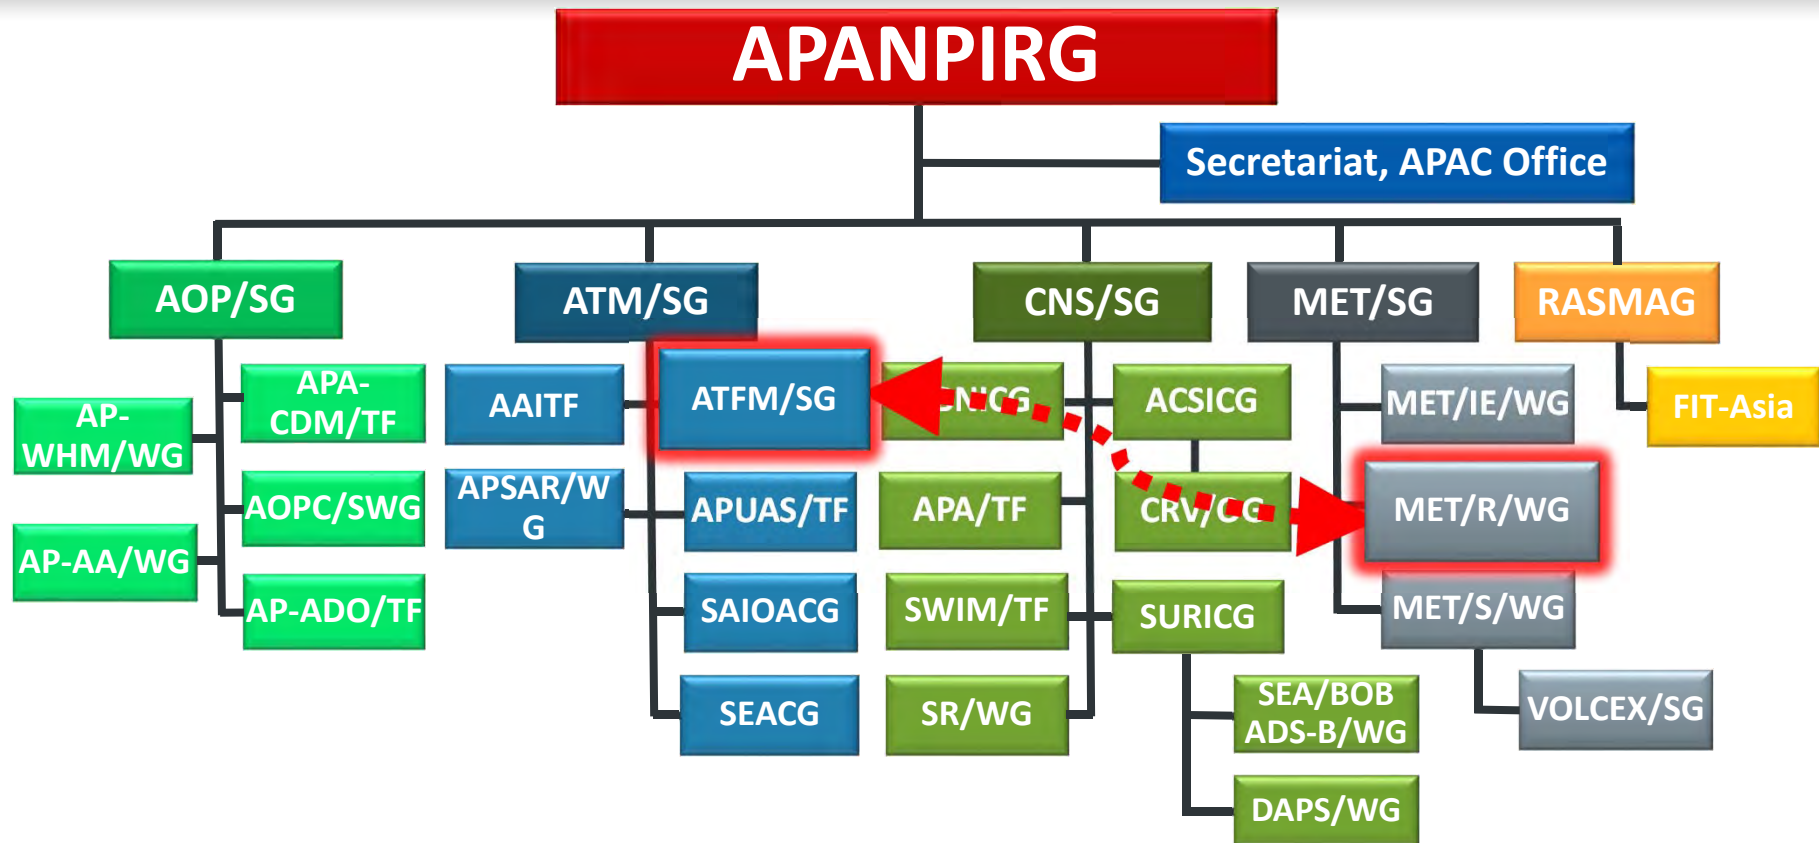 APANPIRG
Secretariat, APAC Office
AOP/SG
ATM/SG
CNS/SG
MET/SG
RASMAG
AP-
WHM/WG
APA-
CDM/TF
AOPC/SWG
AP-AA/WG
AP-ADO/TF
AAITF
ATFM/SG
APSAR/W
G
APUAS/TF
SAIOACG
SEACG
ACSICG
APA/TF
SWIM/TF
SURICG
SR/WG
SEA/BOB
ADS-B/WG
DAPS/WG
MET/IE/WG
MET/R/WG
MET/S/WG
VOLCEX/SG
FIT-Asia